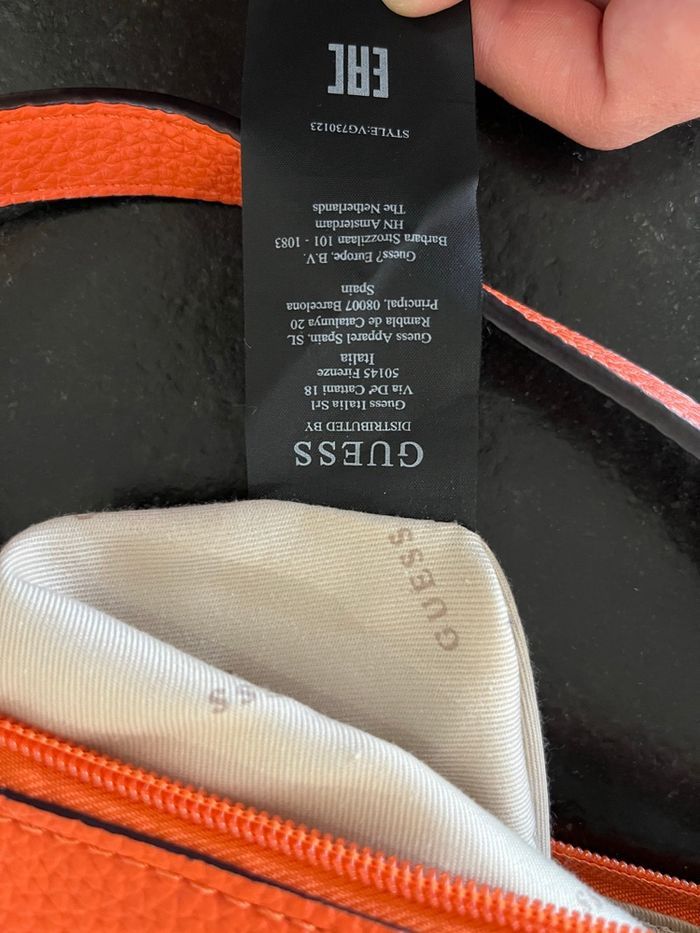 GUESS
DISTRIBUTED BY
Guess Italia Srl
Via De' Cattani 18
50145 Firenze
Italia
Guess Apparel Spain, SL
Rambla de Catalunya 20
Principal, 08007 Barcelona
Spain
Guess? Europe, B.V.
Barbara Strozzilaan 101 - 1083
HN Amsterdam
The Netherlands
STYLE:VG730123
EAC
GUESS
ESS